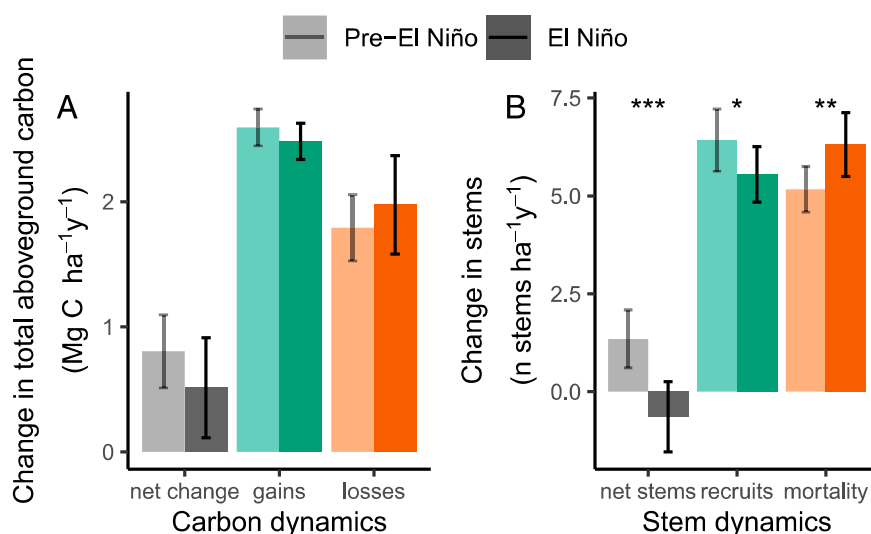 Pre−El Niño El Niño
A
Change in total aboveground carbon
(Mg C ha⁻¹y⁻¹)
2
1
0
net change gains losses
Carbon dynamics
B
Change in stems
(n stems ha⁻¹y⁻¹)
7.5
5.0
2.5
0.0
*** * **
net stems recruits mortality
Stem dynamics